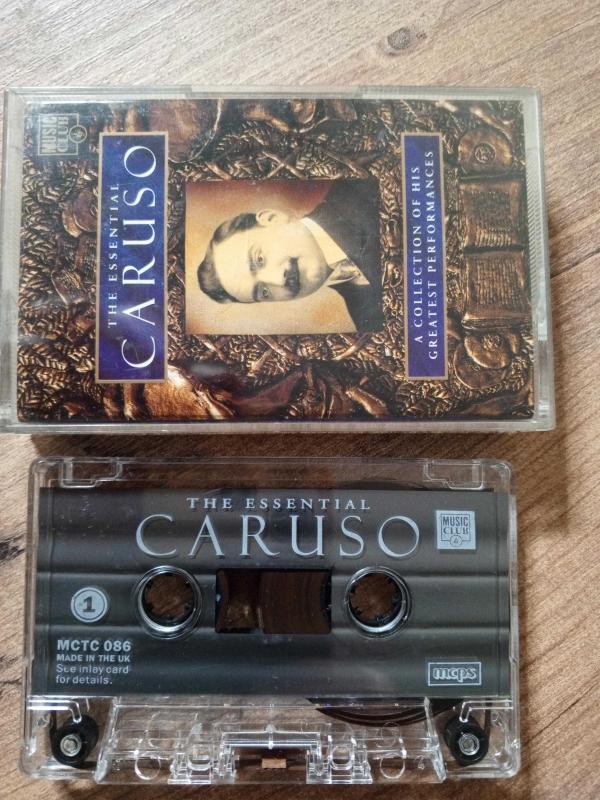 MUSIC
CLUB
THE ESSENTIAL
CARUSO
A COLLECTION OF HIS
GREATEST PERFORMANCES
THE ESSENTIAL
CARUSO
MUSIC
CLUB
1
MCTC 086
MADE IN THE UK
See inlay card
for details.
mcps